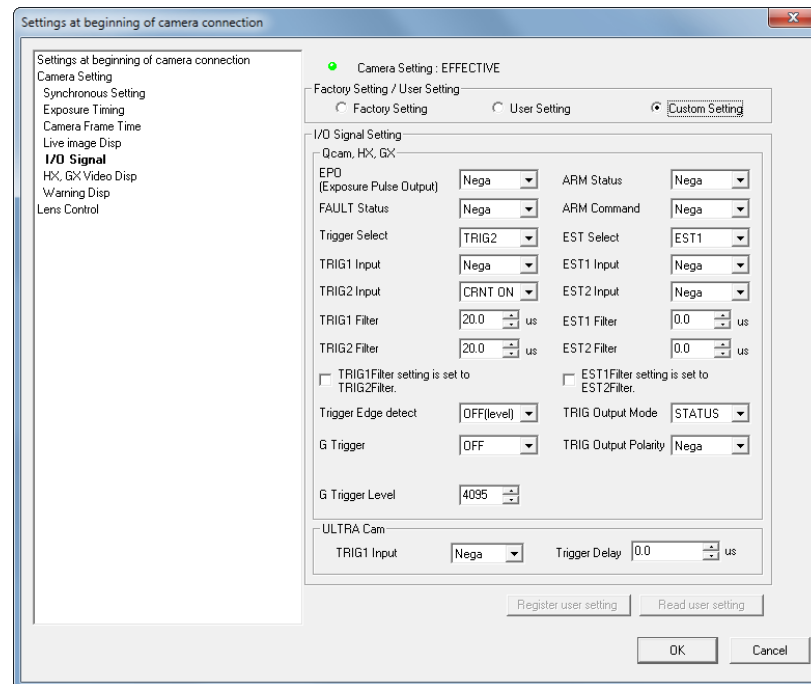 Settings at beginning of camera connection
Settings at beginning of camera connection
Camera Setting
Synchronous Setting
Exposure Timing
Camera Frame Time
Live image Disp
I/O Signal
HX, GX Video Disp
Warning Disp
Lens Control
Camera Setting : EFFECTIVE
Factory Setting / User Setting
Factory Setting User Setting Custom Setting
I/O Signal Setting
Qcam, HX, GX
EPO
(Exposure Pulse Output) Nega ARM Status Nega
FAULT Status Nega ARM Command Nega
Trigger Select TRIG2 EST Select EST1
TRIG1 Input Nega EST1 Input Nega
TRIG2 Input CRNT ON EST2 Input Nega
TRIG1 Filter 20.0 us EST1 Filter 0.0 us
TRIG2 Filter 20.0 us EST2 Filter 0.0 us
TRIG1Filter setting is set to
TRIG2Filter.
EST1Filter setting is set to
EST2Filter.
Trigger Edge detect OFF(level) TRIG Output Mode STATUS
G Trigger OFF TRIG Output Polarity Nega
G Trigger Level 4095
ULTRA Cam
TRIG1 Input Nega Trigger Delay 0.0 us
Register user setting Read user setting
OK Cancel